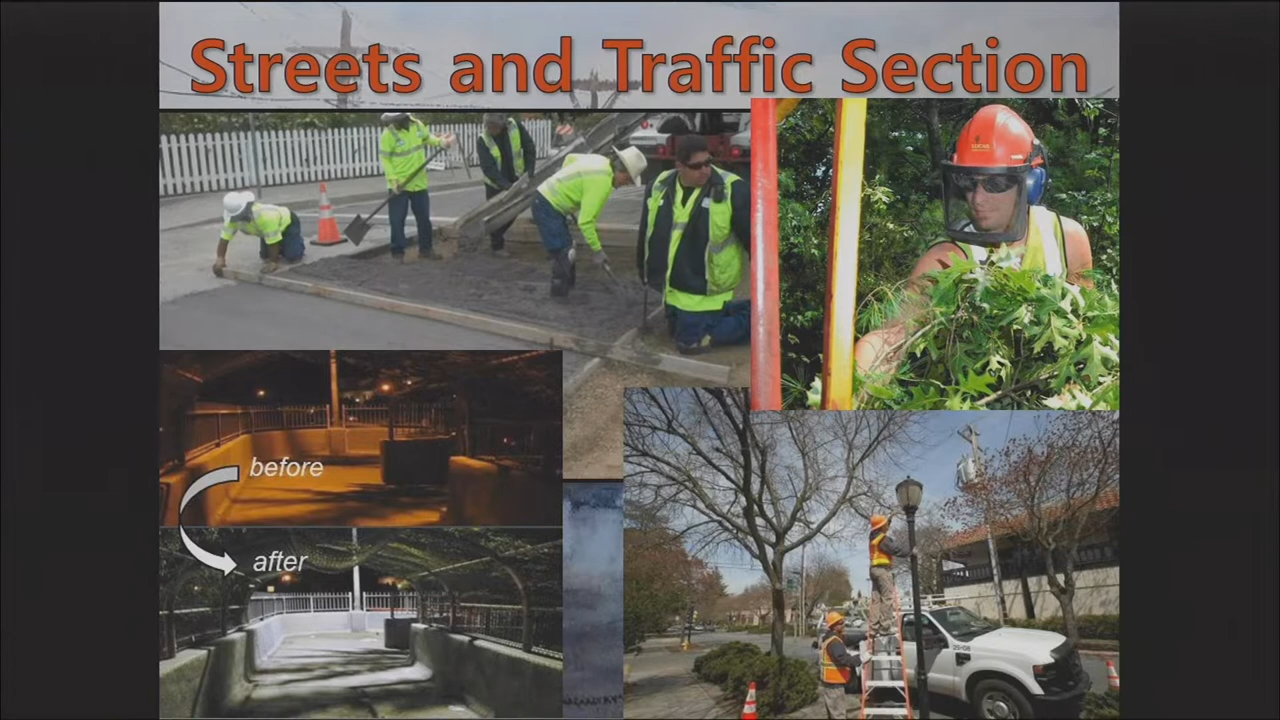 Streets and Traffic Section
before
after